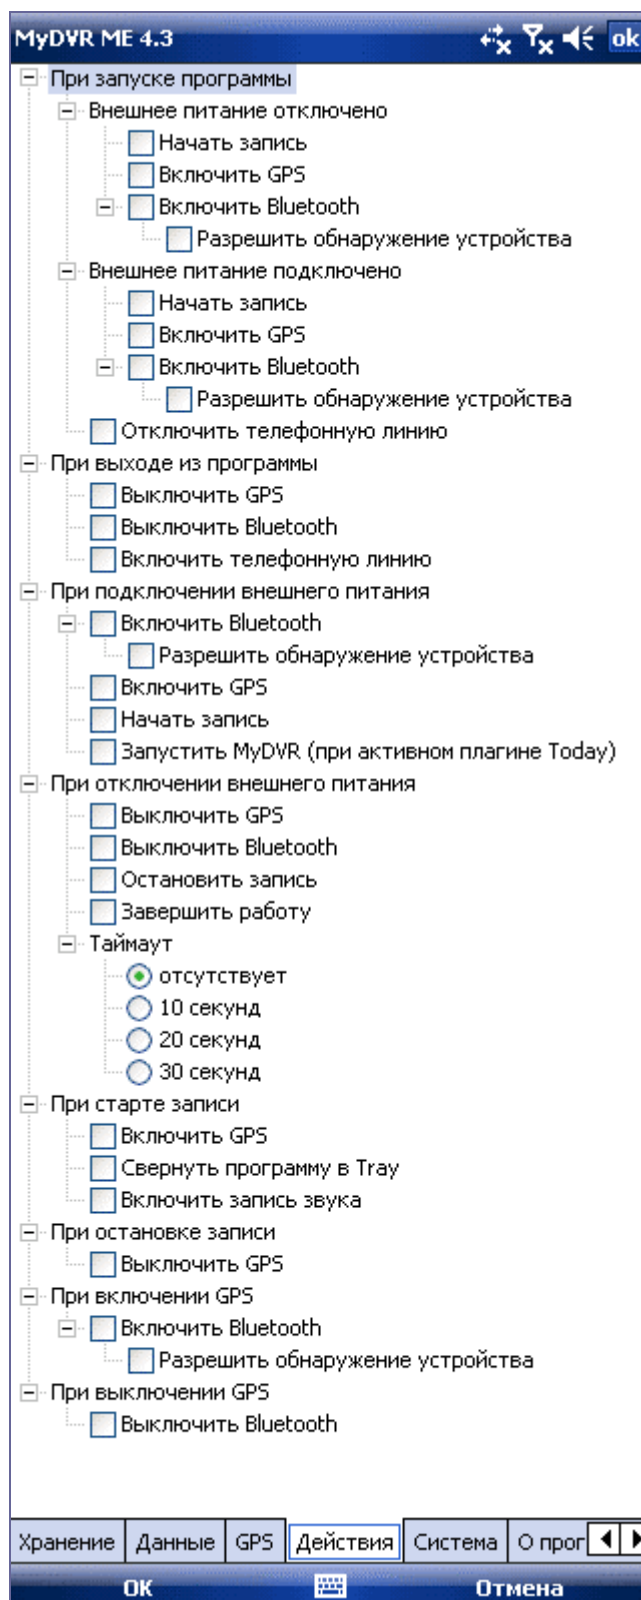 MyDVR ME 4.3 ok
При запуске программы
Внешнее питание отключено
Начать запись
Включить GPS
Включить Bluetooth
Разрешить обнаружение устройства
Внешнее питание подключено
Начать запись
Включить GPS
Включить Bluetooth
Разрешить обнаружение устройства
Отключить телефонную линию
При выходе из программы
Выключить GPS
Выключить Bluetooth
Включить телефонную линию
При подключении внешнего питания
Включить Bluetooth
Разрешить обнаружение устройства
Включить GPS
Начать запись
Запустить MyDVR (при активном плагине Today)
При отключении внешнего питания
Выключить GPS
Выключить Bluetooth
Остановить запись
Завершить работу
Таймаут
отсутствует
10 секунд
20 секунд
30 секунд
При старте записи
Включить GPS
Свернуть программу в Tray
Включить запись звука
При остановке записи
Выключить GPS
При включении GPS
Включить Bluetooth
Разрешить обнаружение устройства
При выключении GPS
Выключить Bluetooth
Хранение Данные GPS Действия Система О прог
OK Отмена